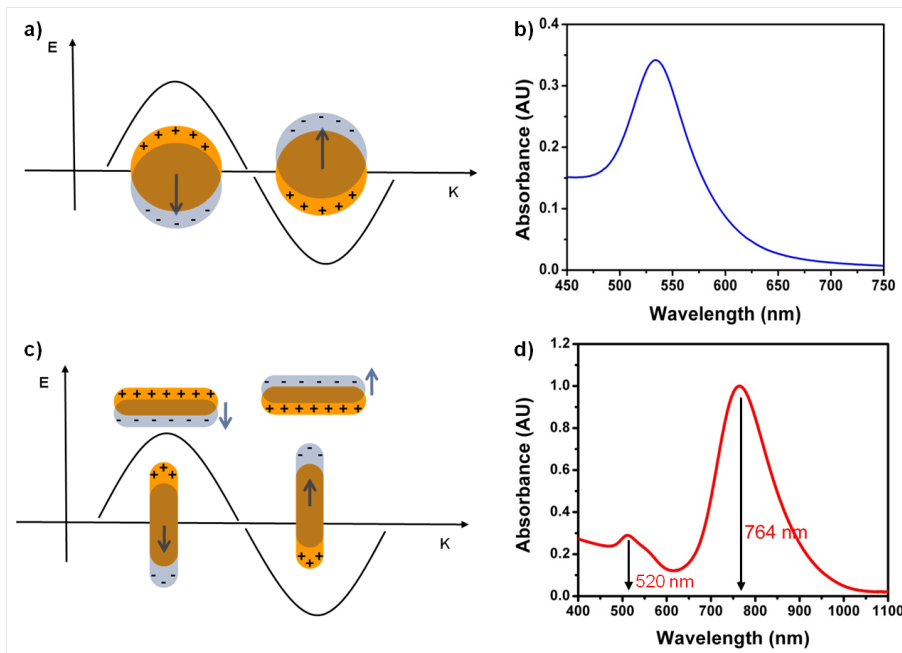 a)
E
+ + + + +
+ +
- - - - -
- -
- - - - -
- -
+ + + + +
+ +
K
b)
0.4
0.3
0.2
0.1
0.0
Absorbance (AU)
450 500 550 600 650 700 750
Wavelength (nm)
c)
E
+ + + + + + +
- - - - - - -
- - - - - -
+ + + + + + +
+ + +
+ +
- -
-
- -
-
+ +
+ + +
K
d)
1.2
1.0
0.8
0.6
0.4
0.2
0.0
Absorbance (AU)
764 nm
520 nm
400 500 600 700 800 900 1000 1100
Wavelength (nm)